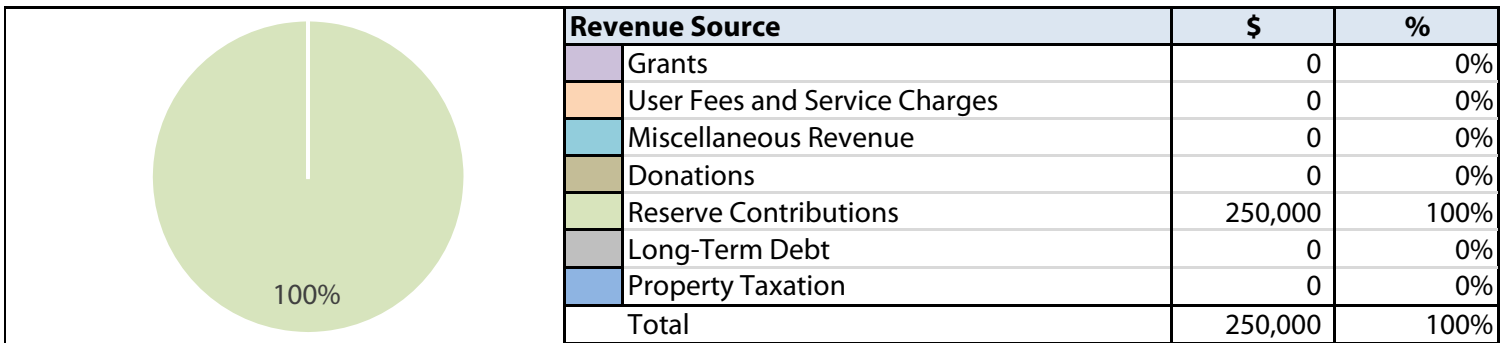 100%
Revenue Source $ %
Grants 0 0%
User Fees and Service Charges 0 0%
Miscellaneous Revenue 0 0%
Donations 0 0%
Reserve Contributions 250,000 100%
Long-Term Debt 0 0%
Property Taxation 0 0%
Total 250,000 100%